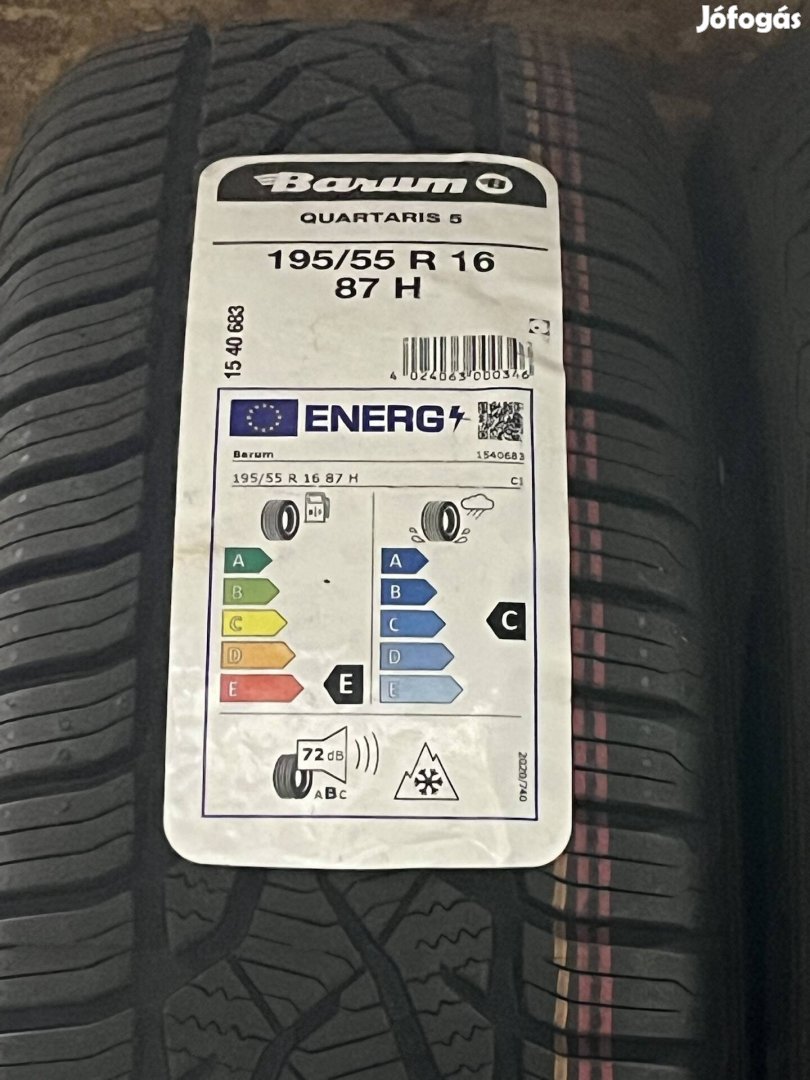 Jófogás
Barum B
QUARTARIS 5
195/55 R 16
87 H
15 40 683
4 024063 000346
ENERG
Barum 1540683
195/55 R 16 87 H C1
A A
B B
C C C
D D
E E E
72 dB
ABC
2020/740